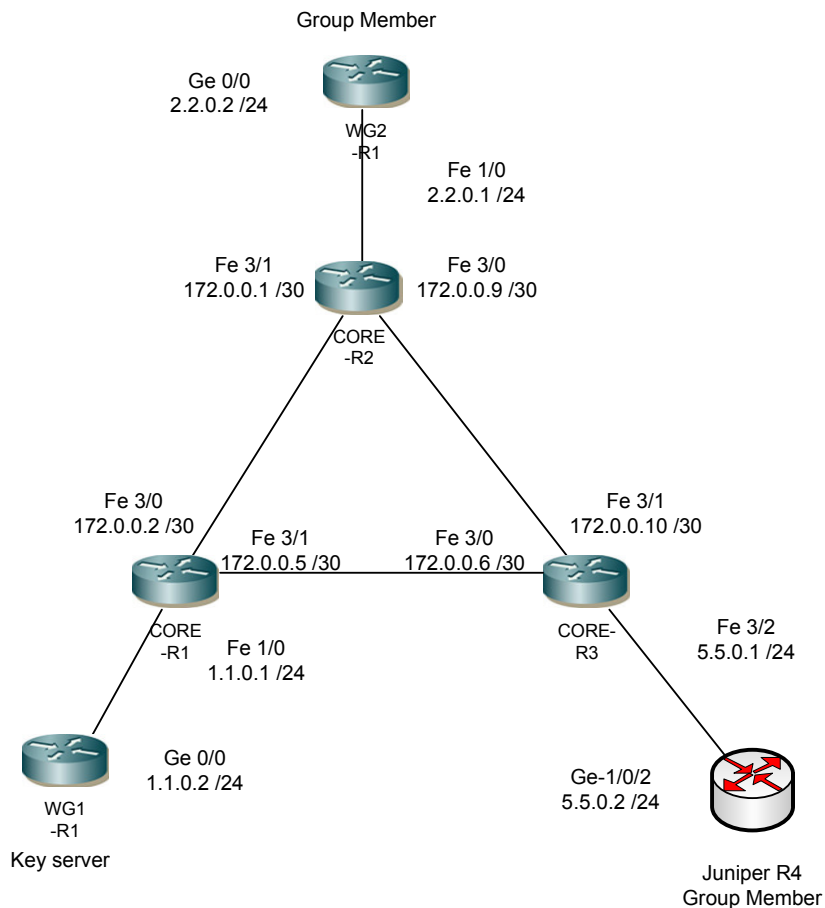 Group Member
Ge 0/0
2.2.0.2 /24
WG2
-R1
Fe 1/0
2.2.0.1 /24
Fe 3/1
172.0.0.1 /30
Fe 3/0
172.0.0.9 /30
CORE
-R2
Fe 3/0
172.0.0.2 /30
Fe 3/1
172.0.0.5 /30
Fe 3/0
172.0.0.6 /30
Fe 3/1
172.0.0.10 /30
CORE
-R1
Fe 1/0
1.1.0.1 /24
CORE-
R3
Fe 3/2
5.5.0.1 /24
Ge 0/0
1.1.0.2 /24
WG1
-R1
Key server
Ge-1/0/2
5.5.0.2 /24
Juniper R4
Group Member